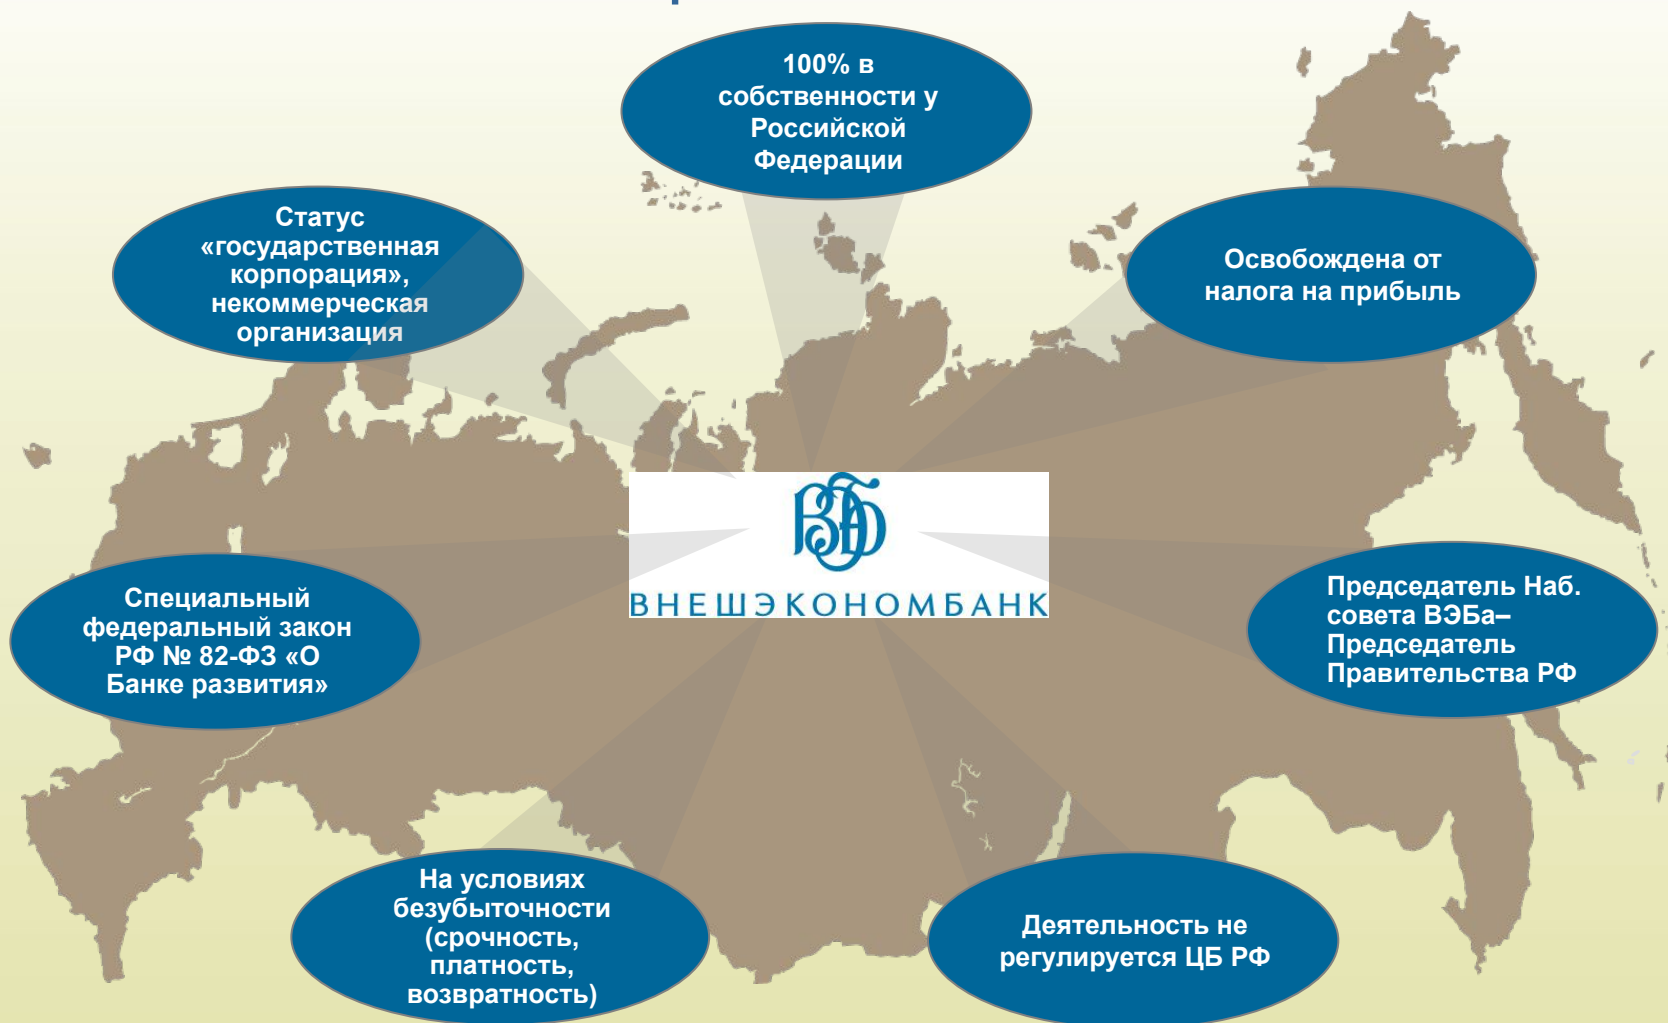 100% в
собственности у
Российской
Федерации
Статус
«государственная
корпорация»,
некоммерческая
организация
Освобождена от
налога на прибыль
ВЭБ
ВНЕШЭКОНОМБАНК
Специальный
федеральный закон
РФ № 82-ФЗ «О
Банке развития»
Председатель Наб.
совета ВЭБа–
Председатель
Правительства РФ
На условиях
безубыточности
(срочность,
платность,
возвратность)
Деятельность не
регулируется ЦБ РФ